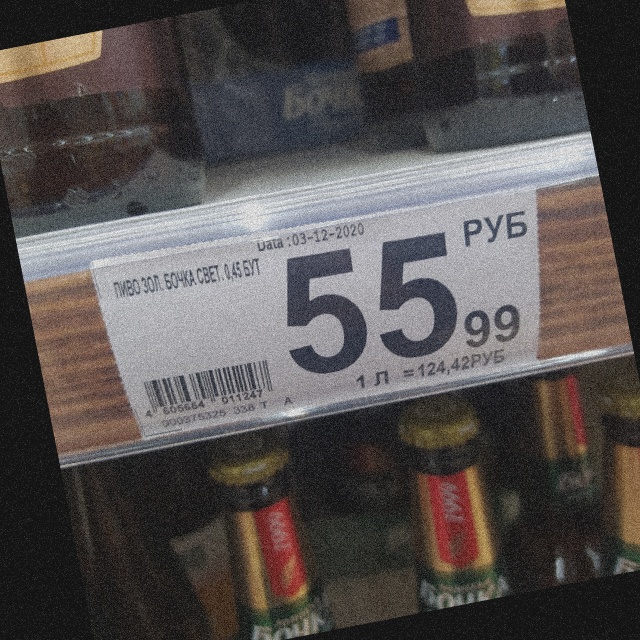 Data :03-12-2020
РУБ
ПИВО ЗОЛ. БОЧКА СВЕТ. 0,45 БУТ
55
99
1 Л =124,42РУБ
4 605664 911247